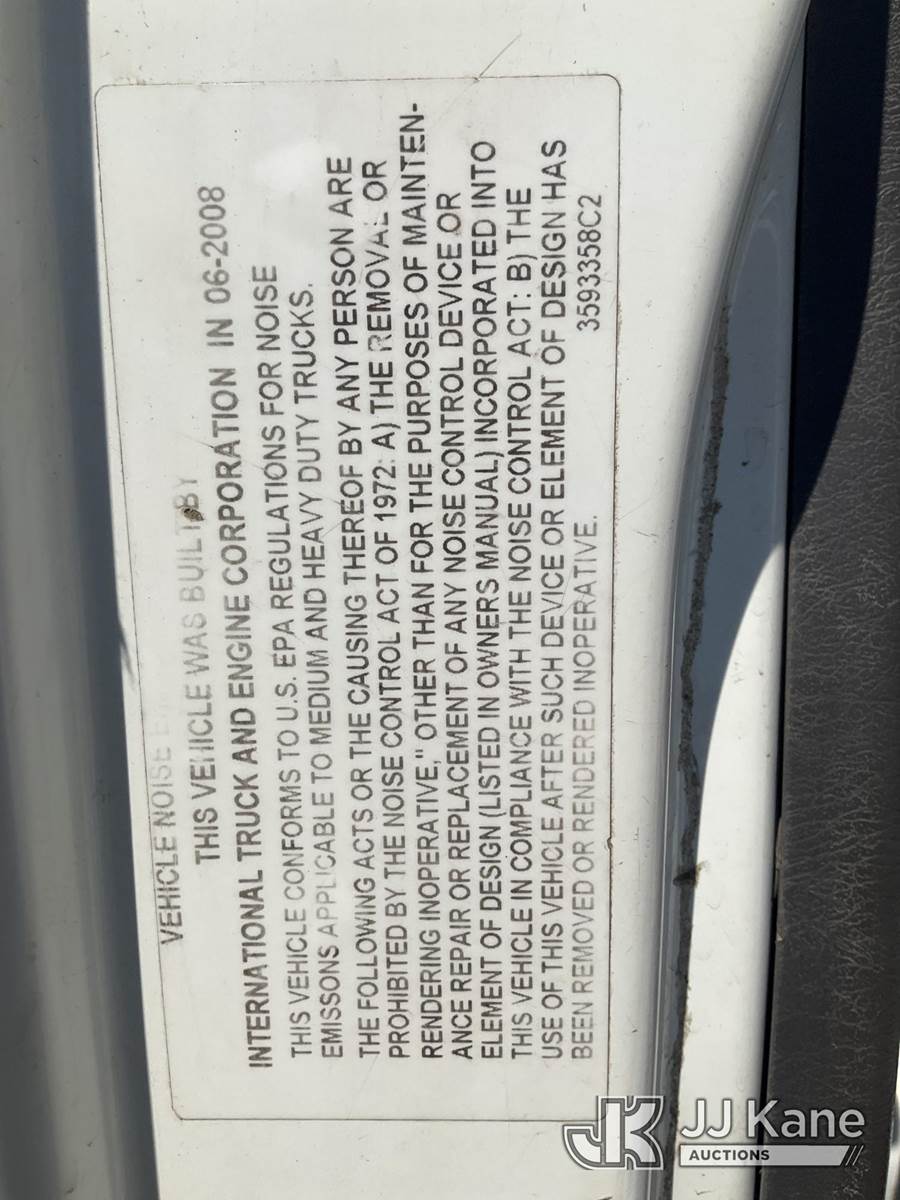 VEHICLE NOISE
THIS VEHICLE WAS BUILT BY
INTERNATIONAL TRUCK AND ENGINE CORPORATION IN 06-2008
THIS VEHICLE CONFORMS TO U.S. EPA REGULATIONS FOR NOISE
EMISSONS APPLICABLE TO MEDIUM AND HEAVY DUTY TRUCKS.
THE FOLLOWING ACTS OR THE CAUSING THEREOF BY ANY PERSON ARE
PROHIBITED BY THE NOISE CONTROL ACT OF 1972: A) THE REMOVAL OR
RENDERING INOPERATIVE," OTHER THAN FOR THE PURPOSES OF MAINTEN-
ANCE REPAIR OR REPLACEMENT OF ANY NOISE CONTROL DEVICE OR
ELEMENT OF DESIGN (LISTED IN OWNERS MANUAL) INCORPORATED INTO
THIS VEHICLE IN COMPLIANCE WITH THE NOISE CONTROL ACT: B) THE
USE OF THIS VEHICLE AFTER SUCH DEVICE OR ELEMENT OF DESIGN HAS
BEEN REMOVED OR RENDERED INOPERATIVE. 3593358C2
JJ Kane
AUCTIONS